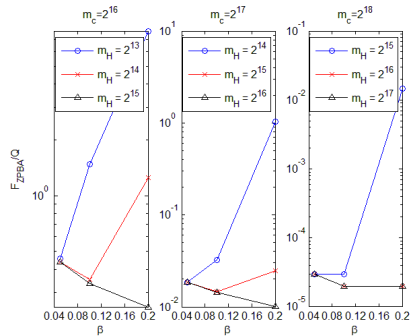 m_c=2^16
m_c=2^17
m_c=2^18
F_ZPBA/Q
10^0
m_H = 2^13
m_H = 2^14
m_H = 2^15
0.04 0.08 0.12 0.16 0.2
β
10^1
10^0
10^-1
10^-2
m_H = 2^14
m_H = 2^15
m_H = 2^16
0.04 0.08 0.12 0.16 0.2
β
10^-1
10^-2
10^-3
10^-4
10^-5
m_H = 2^15
m_H = 2^16
m_H = 2^17
0.04 0.08 0.12 0.16 0.2
β